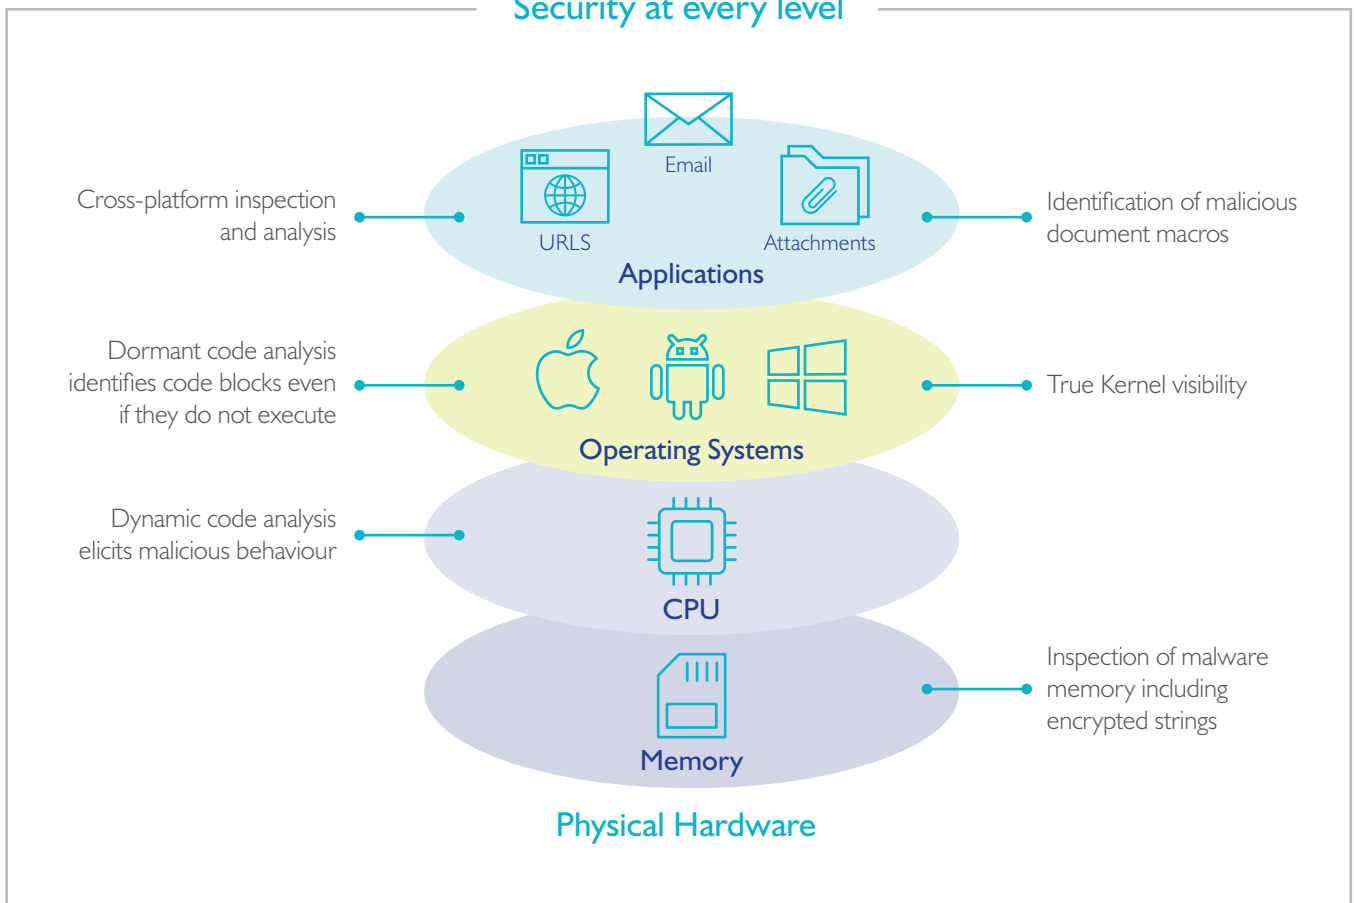 Security at every level
Email
URLS
Attachments
Applications
Cross-platform inspection
and analysis
Identification of malicious
document macros
Dormant code analysis
identifies code blocks even
if they do not execute
True Kernel visibility
Operating Systems
Dynamic code analysis
elicits malicious behaviour
CPU
Inspection of malware
memory including
encrypted strings
Memory
Physical Hardware